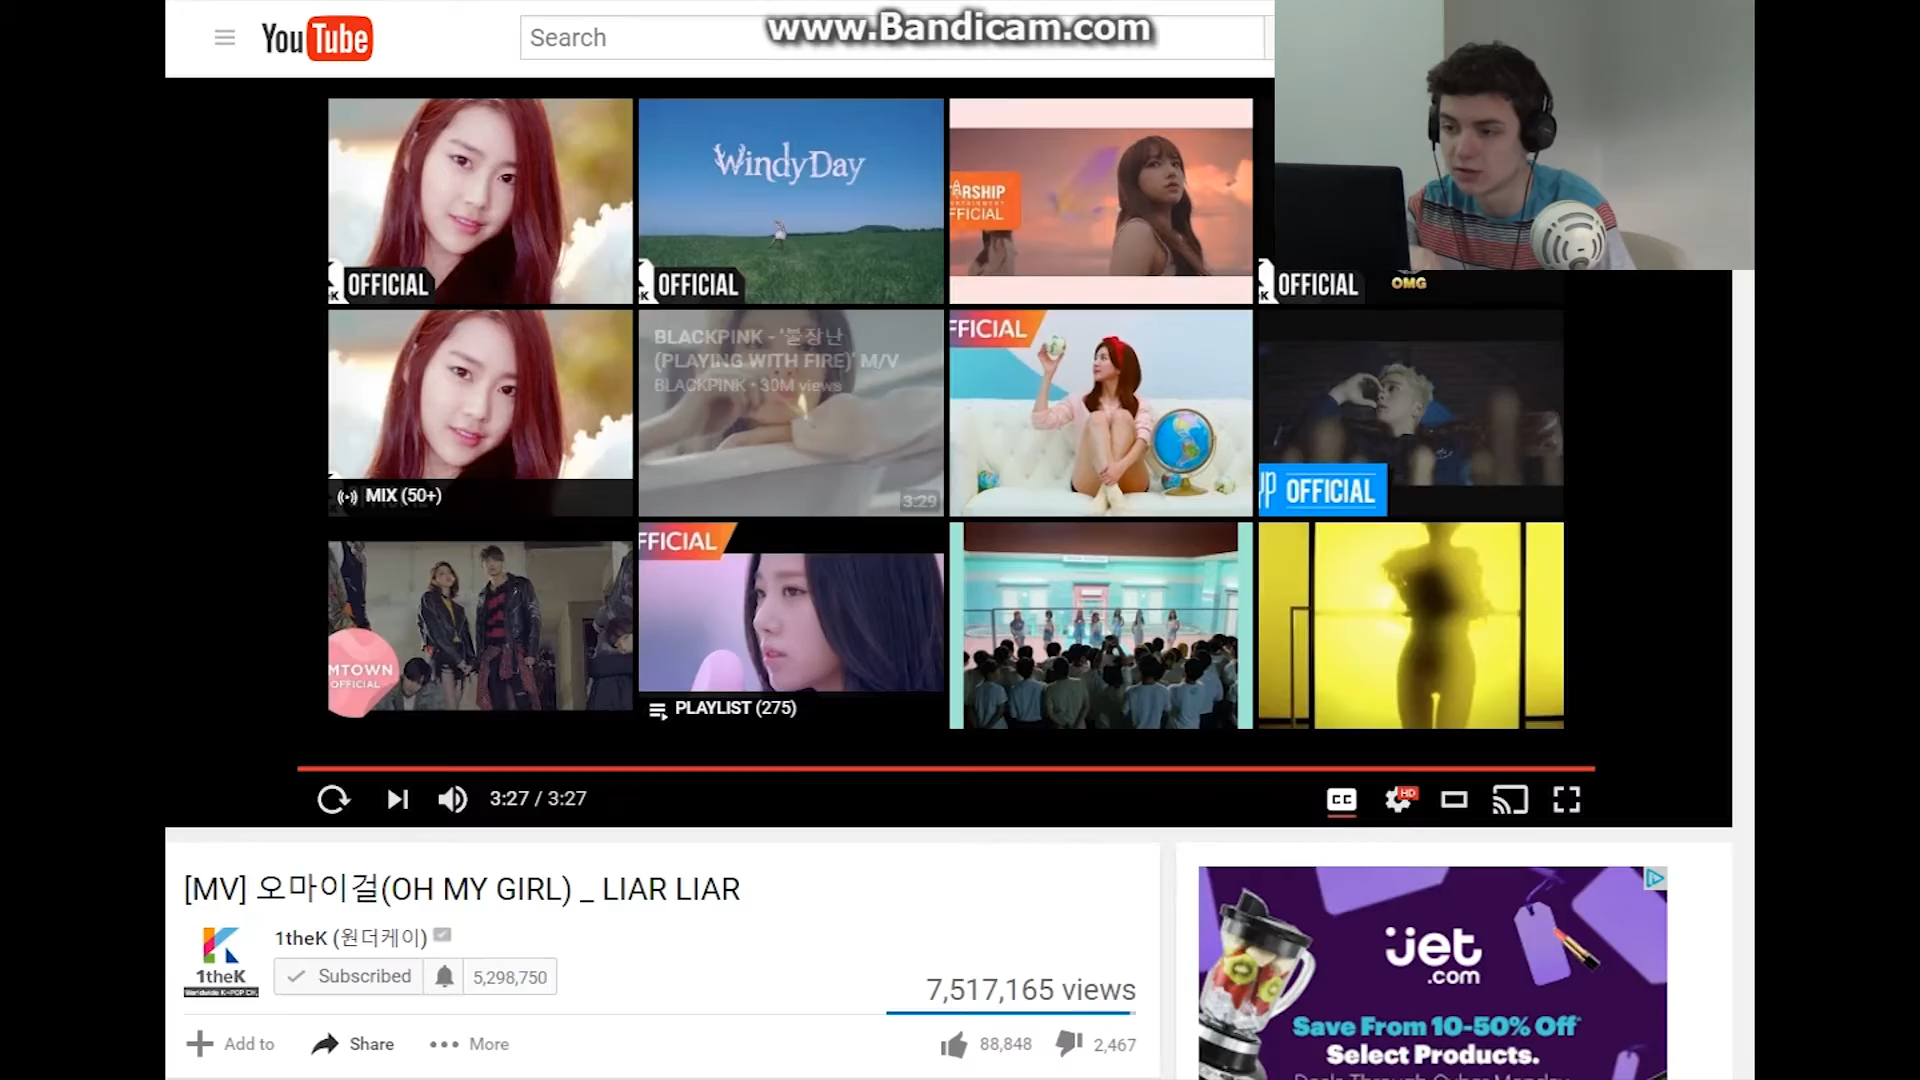 YouTube
Search
www.Bandicam.com
OFFICIAL
Windy Day
OFFICIAL
ARSHIP
FFICIAL
OFFICIAL
OMG
MIX (50+)
BLACKPINK - '불장난
(PLAYING WITH FIRE)' M/V
BLACKPINK • 30M views
3:29
FFICIAL
YP OFFICIAL
MTOWN
OFFICIAL
FFICIAL
PLAYLIST (275)
3:27 / 3:27
CC
HD
[MV] 오마이걸(OH MY GIRL) _ LIAR LIAR
1theK (원더케이)
1theK
Subscribed
5,298,750
7,517,165 views
Add to
Share
More
88,848
2,467
jet
.com
Save From 10-50% Off*
Select Products.